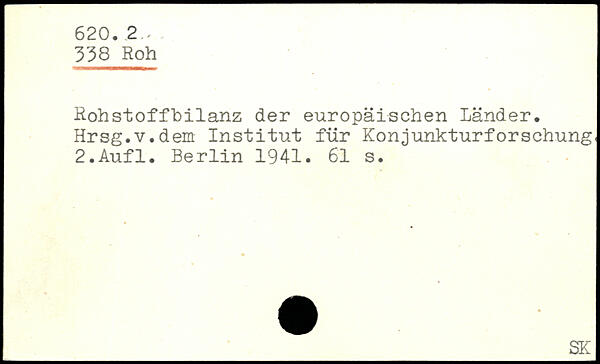 620.2
338 Roh
Rohstoffbilanz der europäischen Länder.
Hrsg.v.dem Institut für Konjunkturforschung.
2.Aufl. Berlin 1941. 61 s.
SK